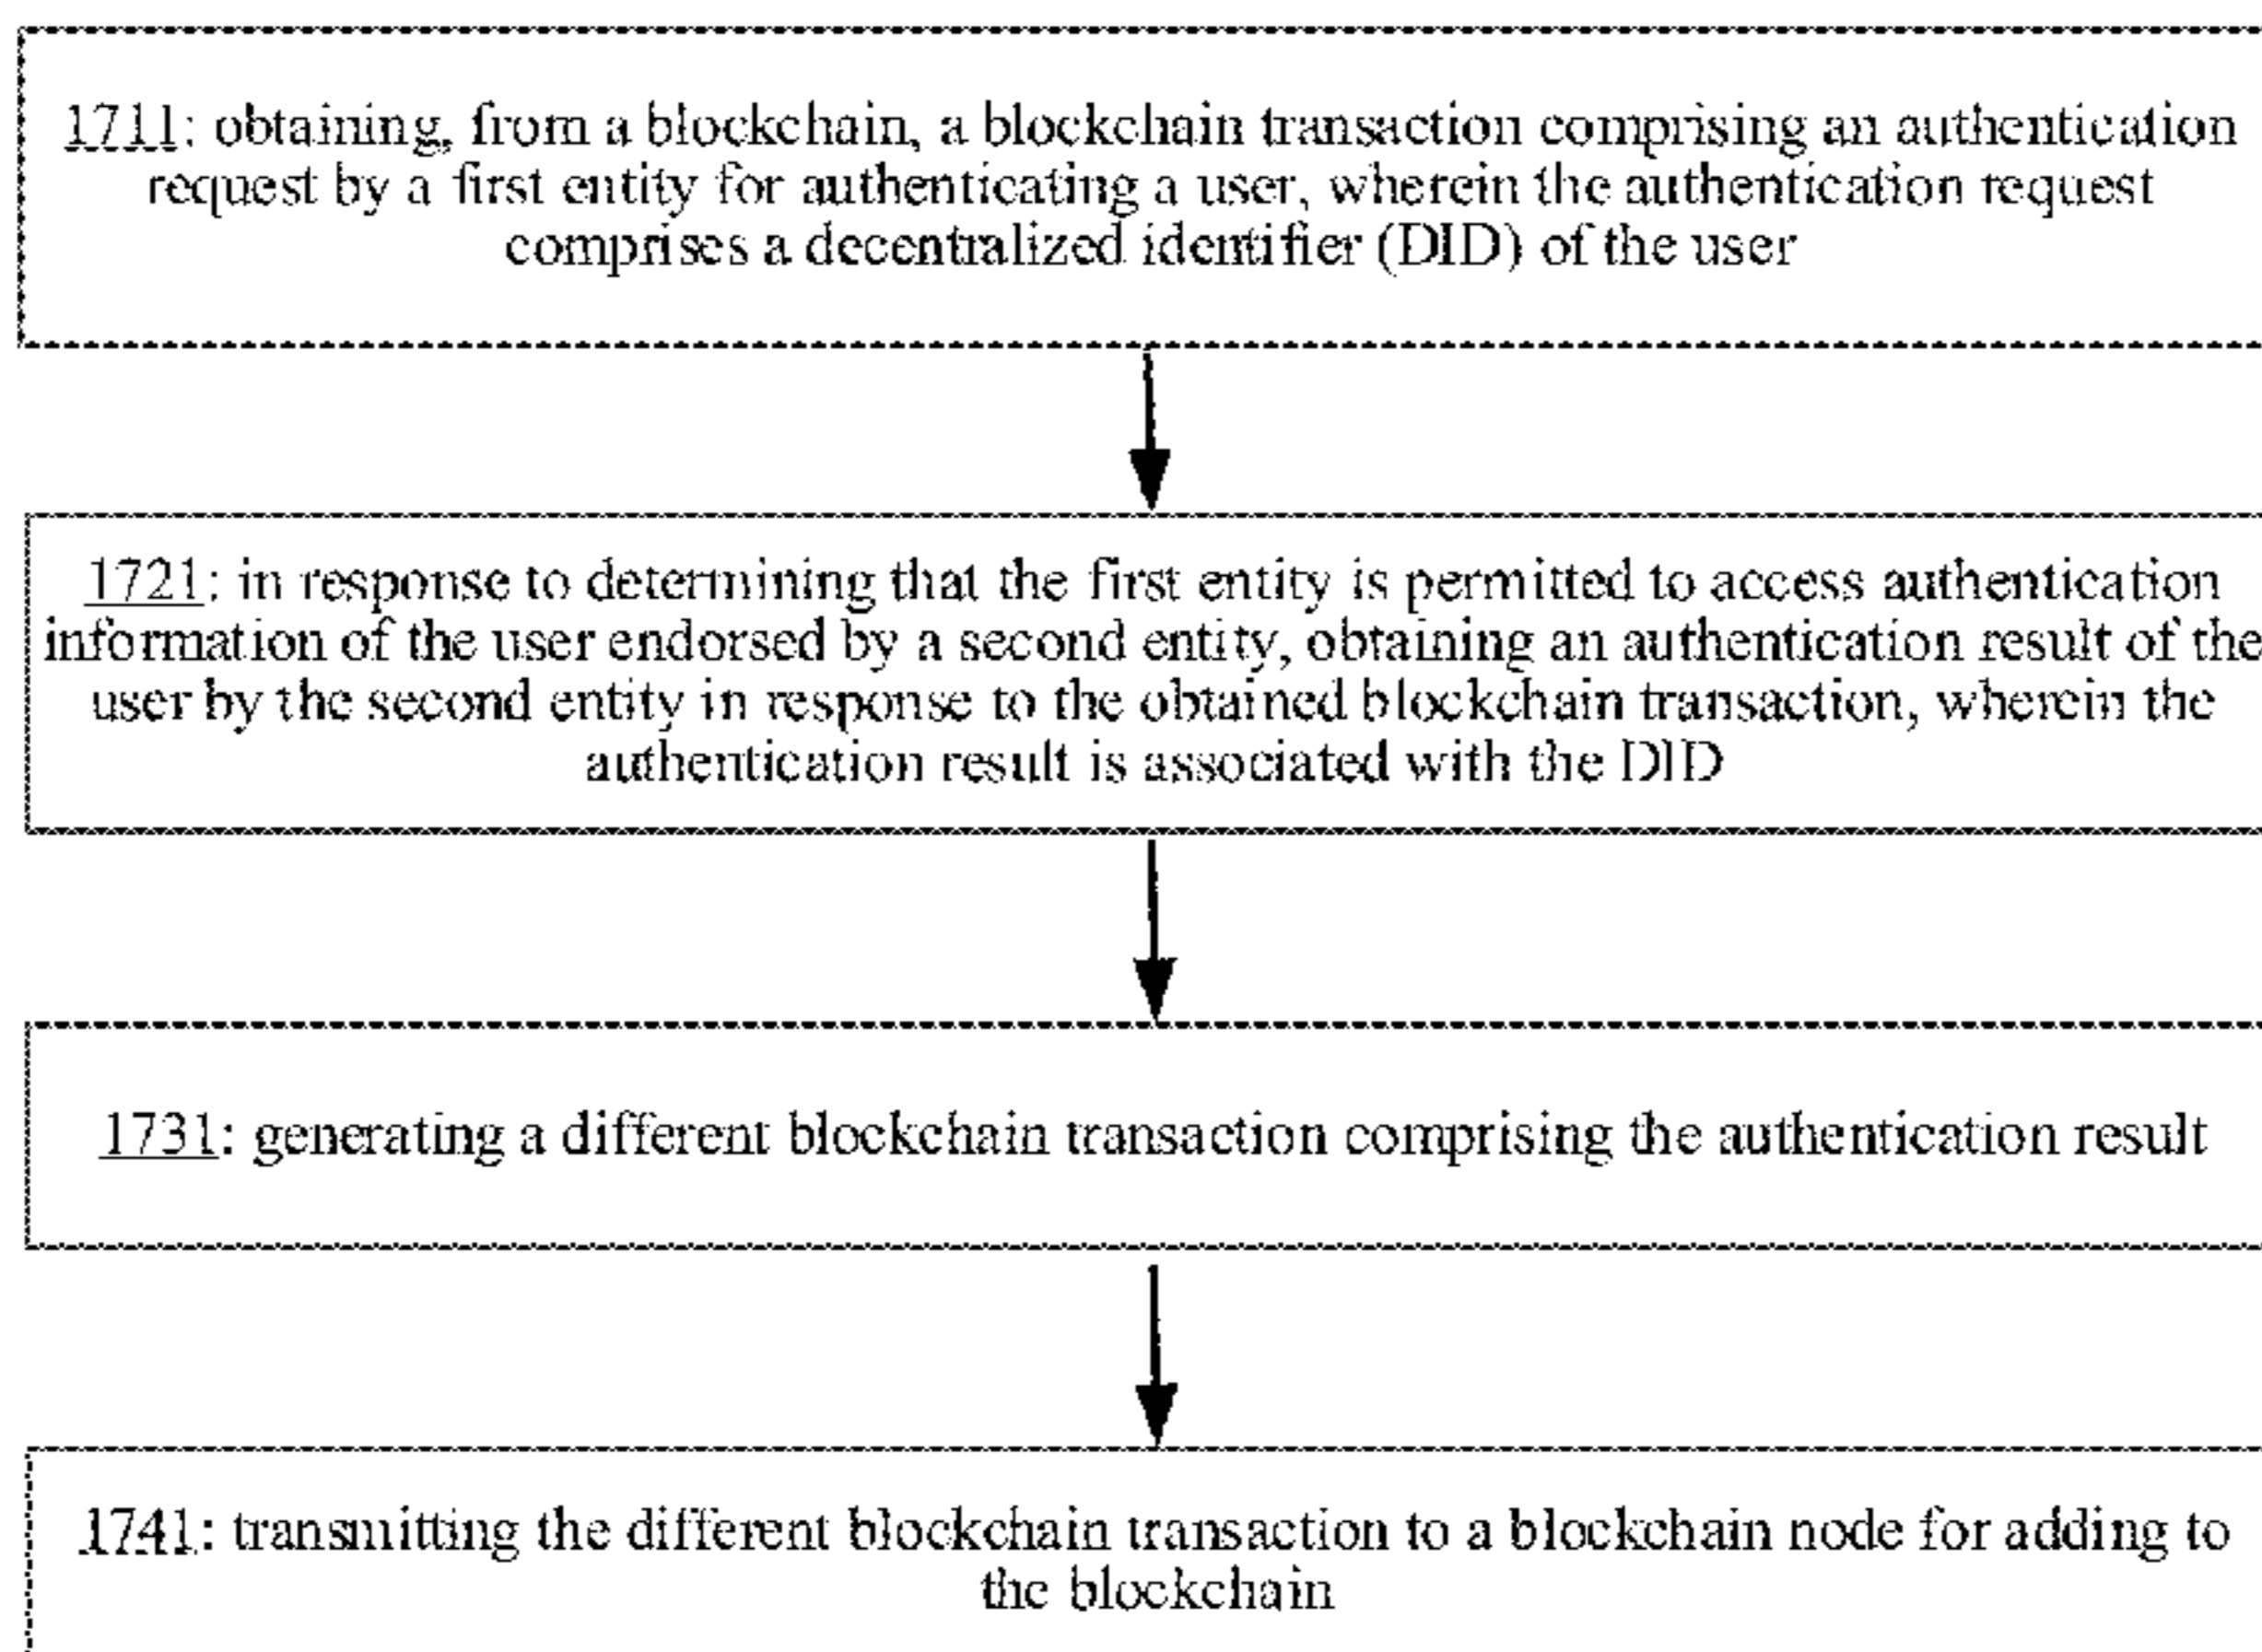 1711: obtaining, from a blockchain, a blockchain transaction comprising an authentication
request by a first entity for authenticating a user, wherein the authentication request
comprises a decentralized identifier (DID) of the user
1721: in response to determining that the first entity is permitted to access authentication
information of the user endorsed by a second entity, obtaining an authentication result of the
user by the second entity in response to the obtained blockchain transaction, wherein the
authentication result is associated with the DID
1731: generating a different blockchain transaction comprising the authentication result
1741: transmitting the different blockchain transaction to a blockchain node for adding to
the blockchain